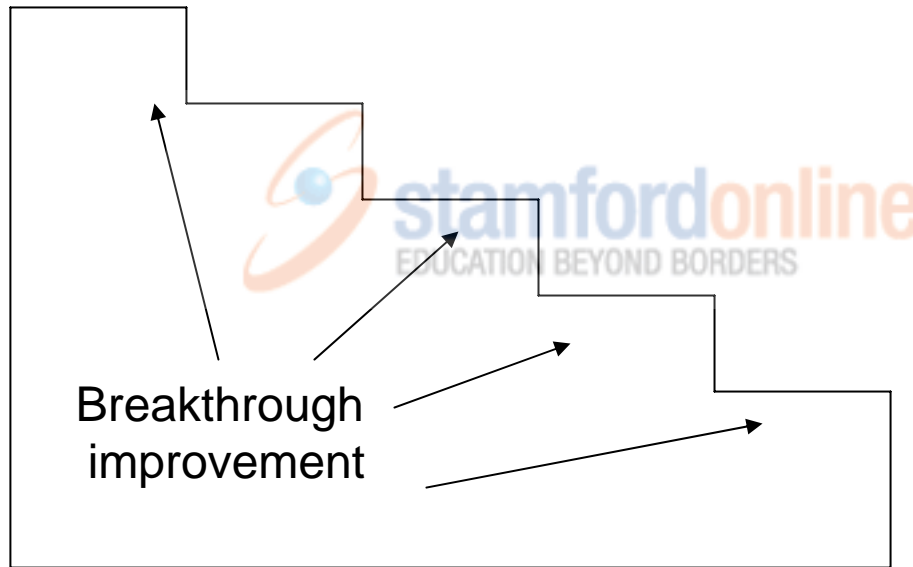 stamfordonline
EDUCATION BEYOND BORDERS
Breakthrough
improvement